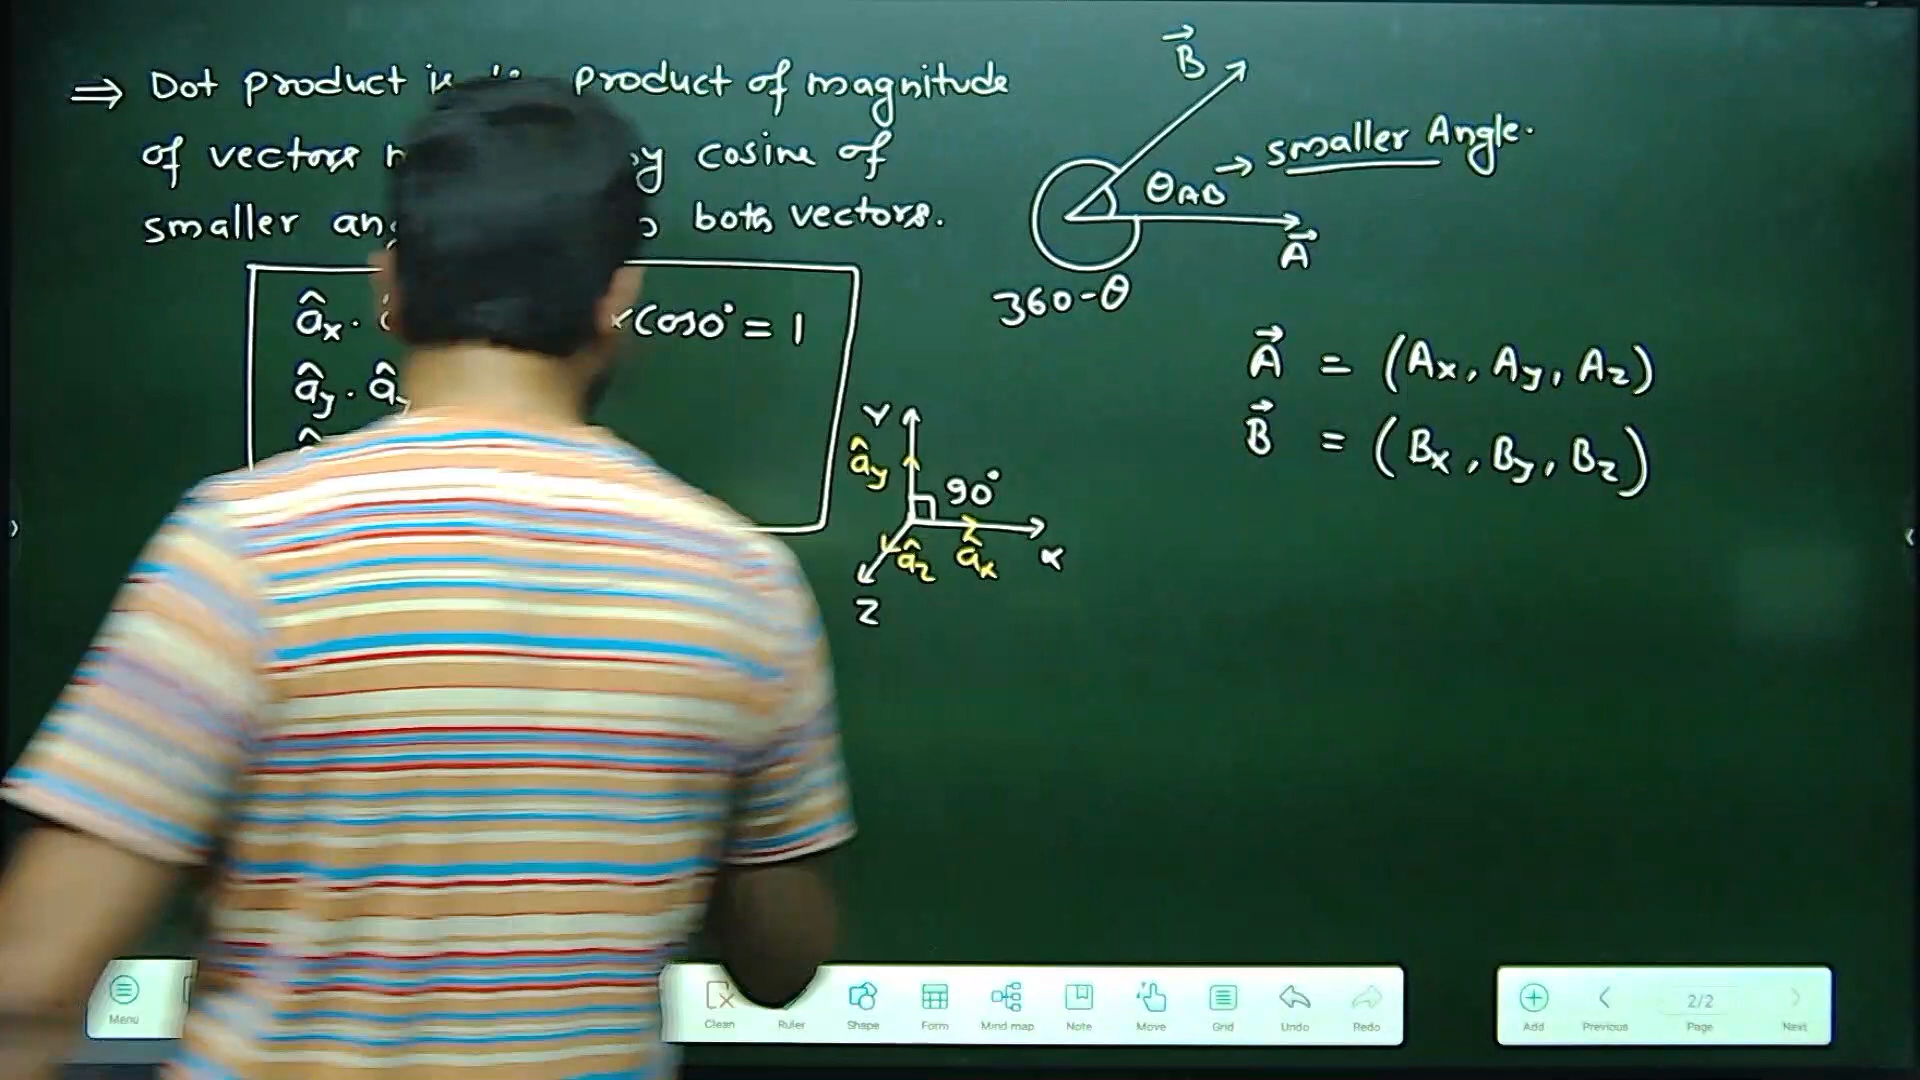 ⇒ Dot product product of magnitude
of vectors by cosine of
smaller both vectors.
âx · ×Cos0° = 1
ây · ây
B⃗
θAB → smaller Angle.
A⃗
360-θ
A⃗ = (Ax, Ay, Az)
B⃗ = (Bx, By, Bz)
Y
ây
90°
âz âx X
Z
Menu Clean Ruler Shape Form Mind map Note Move Grid Undo Redo
Add Previous 2/2 Page Next